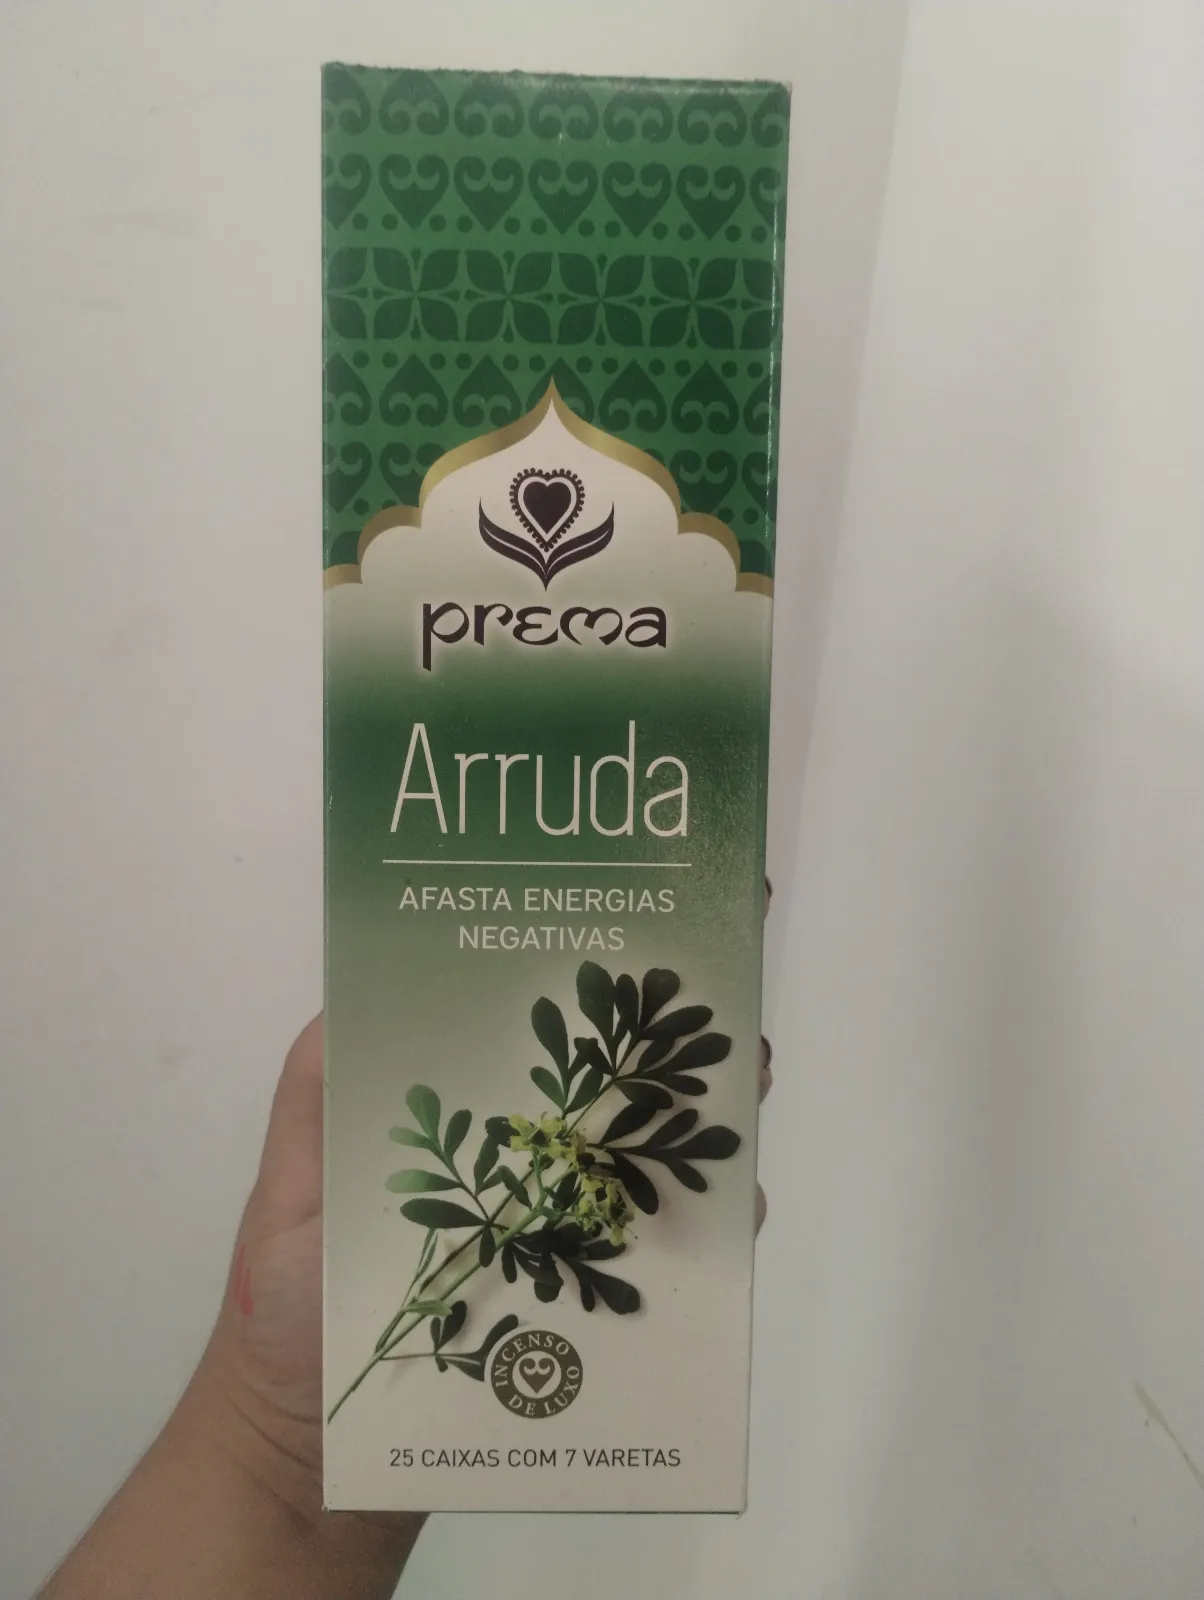 prema
Arruda
AFASTA ENERGIAS
NEGATIVAS
INCENSO
DE LUXO
25 CAIXAS COM 7 VARETAS